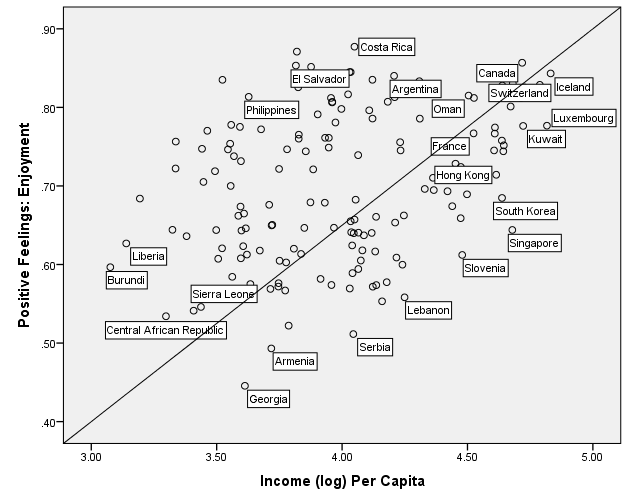 .90
Costa Rica
Canada
El Salvador
Argentina
Iceland
Switzerland
.80
Philippines
Oman
Luxembourg
Kuwait
France
.70
Hong Kong
South Korea
Singapore
Liberia
Slovenia
.60
Burundi
Sierra Leone
Lebanon
Central African Republic
.50
Serbia
Armenia
Georgia
.40
3.00 3.50 4.00 4.50 5.00
Income (log) Per Capita
Positive Feelings: Enjoyment